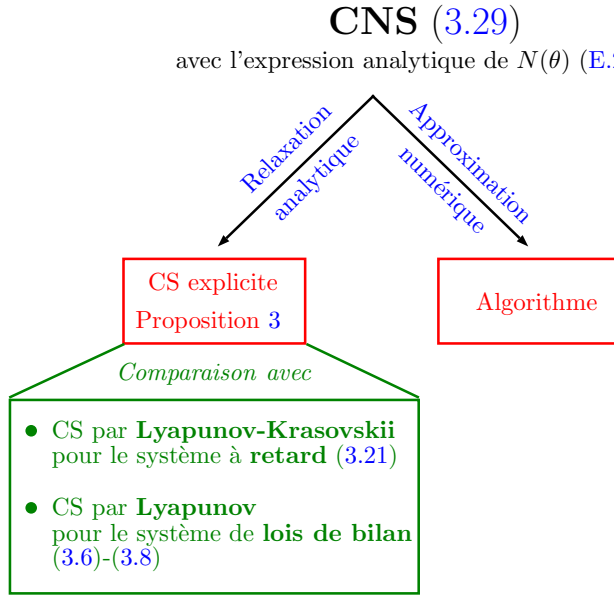 CNS (3.29)
avec l'expression analytique de N(θ) (E.2
Relaxation
analytique
Approximation
numérique
CS explicite
Proposition 3
Algorithme
Comparaison avec
• CS par Lyapunov-Krasovskii
pour le système à retard (3.21)
• CS par Lyapunov
pour le système de lois de bilan
(3.6)-(3.8)